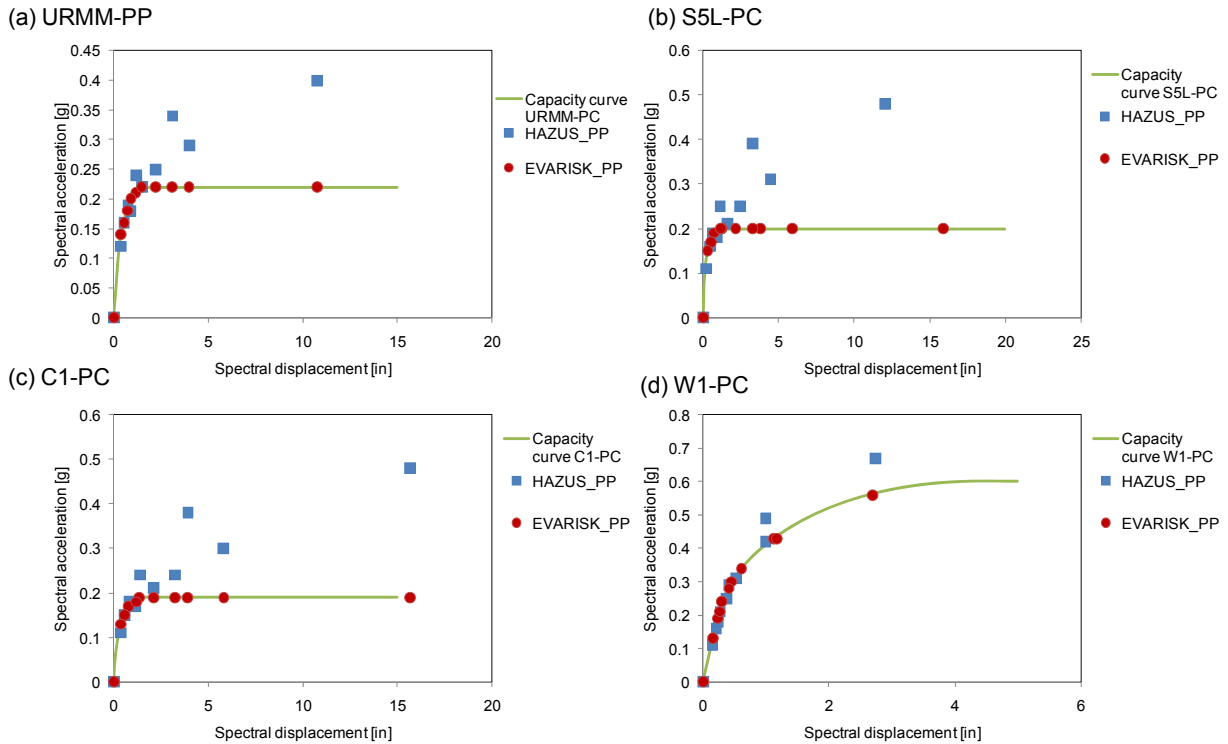 (a) URMM-PP
0.45
0.4
0.35
0.3
0.25
0.2
0.15
0.1
0.05
0
Spectral acceleration [g]
0 5 10 15 20
Spectral displacement [in]
Capacity curve
URMM-PC
HAZUS_PP
EVARISK_PP
(b) S5L-PC
0.6
0.5
0.4
0.3
0.2
0.1
0
Spectral acceleration [g]
0 5 10 15 20 25
Spectral displacement [in]
Capacity
curve S5L-PC
HAZUS_PP
EVARISK_PP
(c) C1-PC
0.6
0.5
0.4
0.3
0.2
0.1
0
Spectral acceleration [g]
0 5 10 15 20
Spectral displacement [in]
Capacity
curve C1-PC
HAZUS_PP
EVARISK_PP
(d) W1-PC
0.8
0.7
0.6
0.5
0.4
0.3
0.2
0.1
0
Spectral acceleration [g]
0 2 4 6
Spectral displacement [in]
Capacity
curve W1-PC
HAZUS_PP
EVARISK_PP